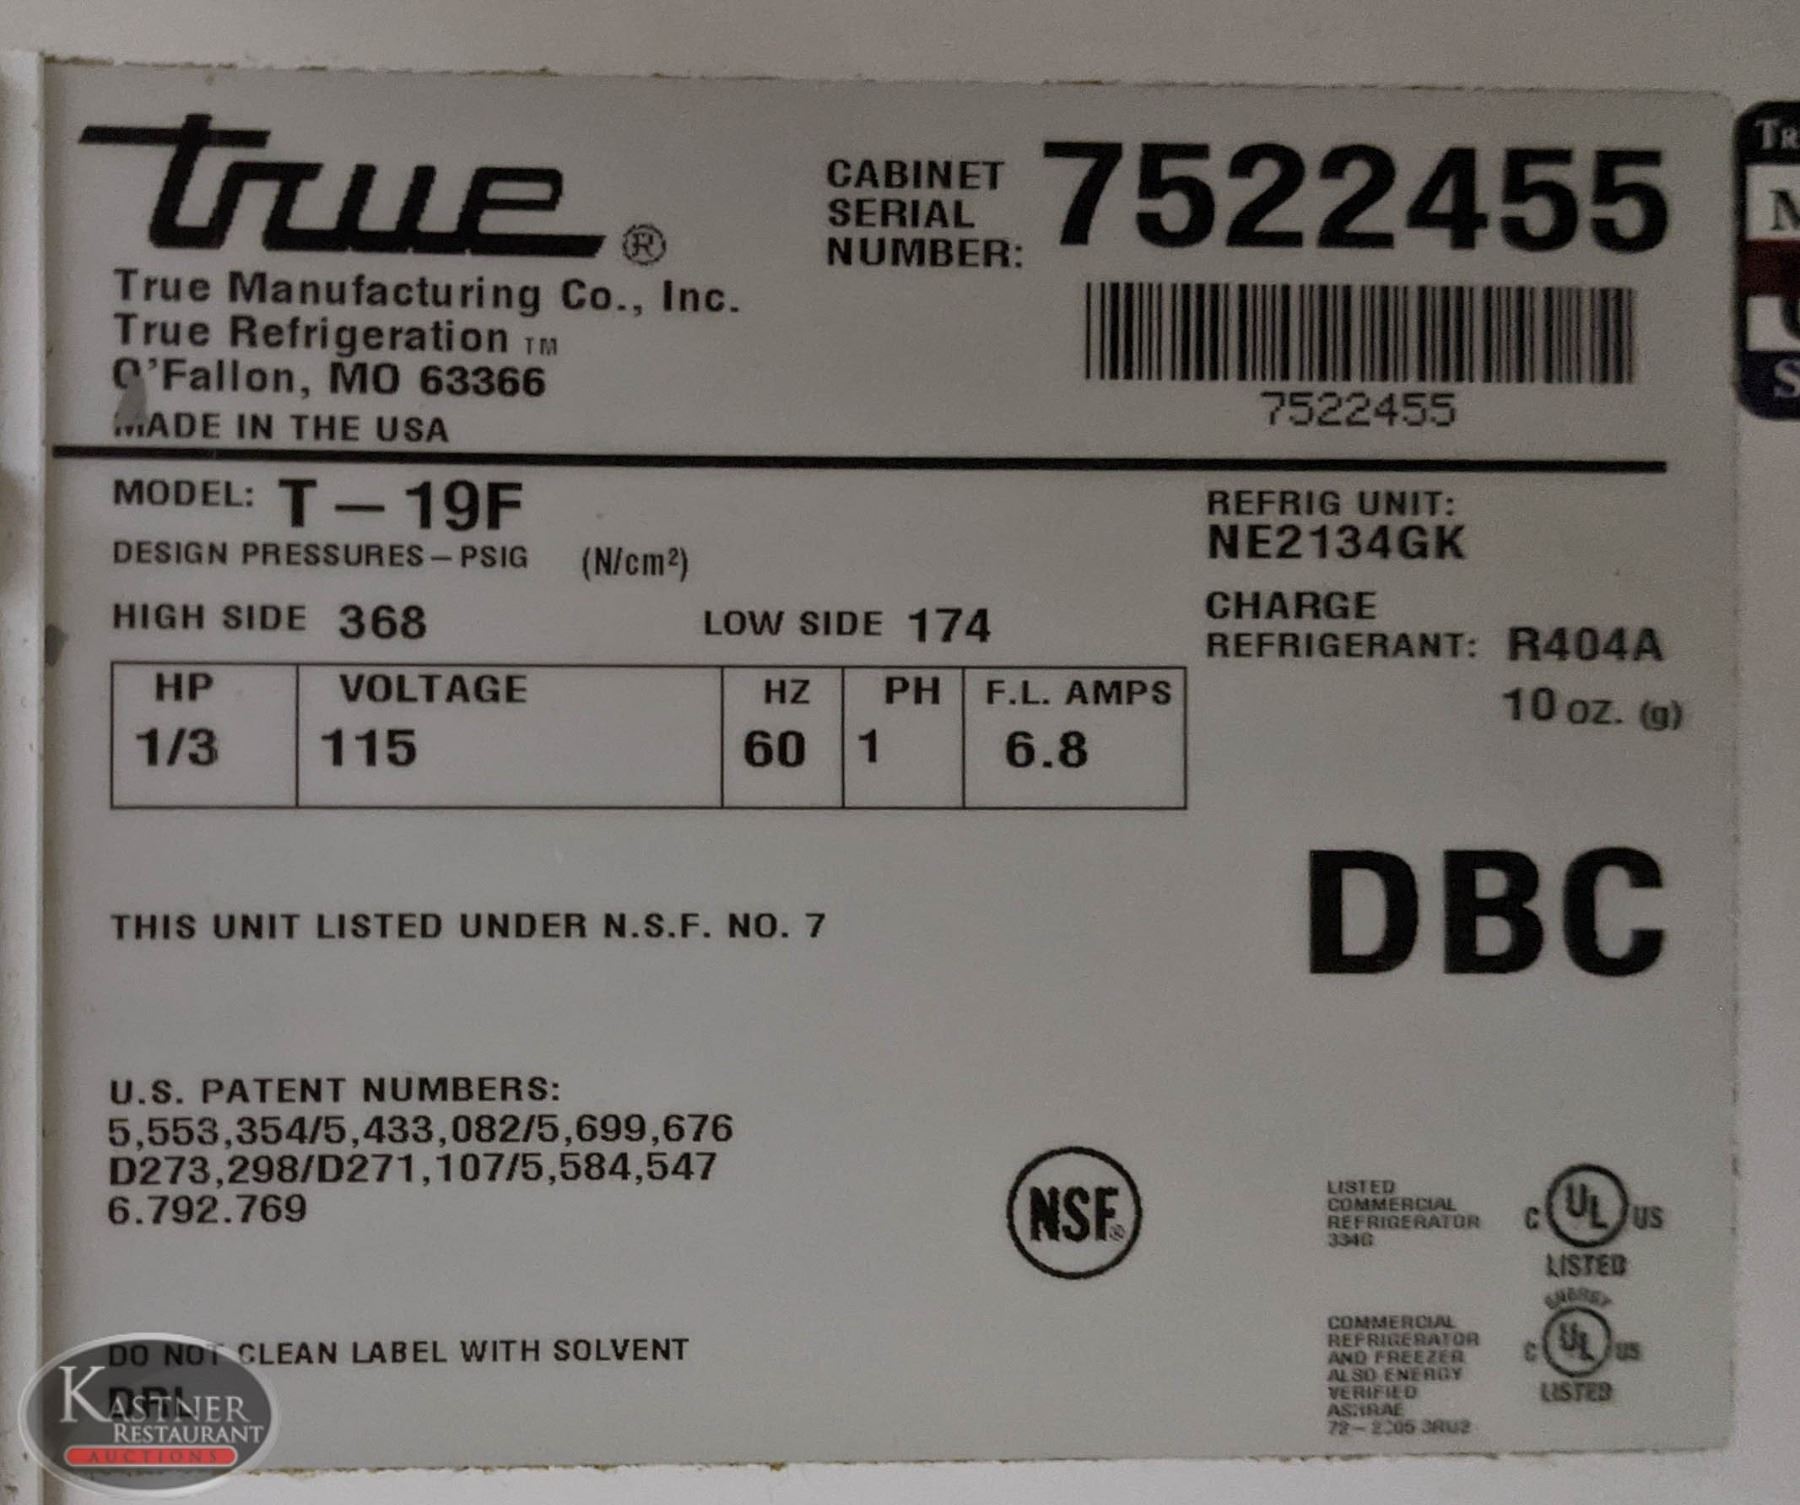 true®
True Manufacturing Co., Inc.
True Refrigeration TM
O'Fallon, MO 63366
MADE IN THE USA
CABINET
SERIAL
NUMBER: 7522455
7522455
MODEL: T-19F
DESIGN PRESSURES-PSIG (N/cm²)
HIGH SIDE 368 LOW SIDE 174
REFRIG UNIT:
NE2134GK
CHARGE
REFRIGERANT: R404A
10 oz. (g)
HP VOLTAGE HZ PH F.L. AMPS
1/3 115 60 1 6.8
DBC
THIS UNIT LISTED UNDER N.S.F. NO. 7
U.S. PATENT NUMBERS:
5,553,354/5,433,082/5,699,676
D273,298/D271,107/5,584,547
6.792.769
NSF®
LISTED
COMMERCIAL
REFRIGERATOR
334G
C UL US
LISTED
COMMERCIAL
REFRIGERATOR
AND FREEZER
ALSO ENERGY
VERIFIED
ASHRAE
ENERGY
C UL US
LISTED
DO NOT CLEAN LABEL WITH SOLVENT
KASTNER
RESTAURANT
AUCTIONS